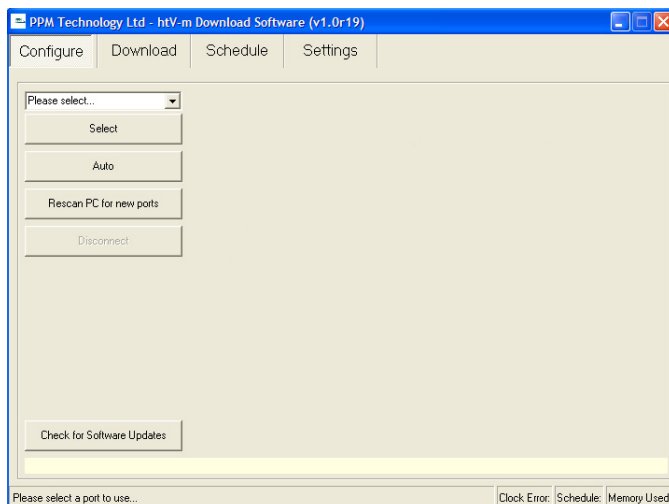 PPM Technology Ltd - htV-m Download Software (v1.0r19)
Configure Download Schedule Settings
Please select...
Select
Auto
Rescan PC for new ports
Disconnect
Check for Software Updates
Please select a port to use... Clock Error: Schedule: Memory Used